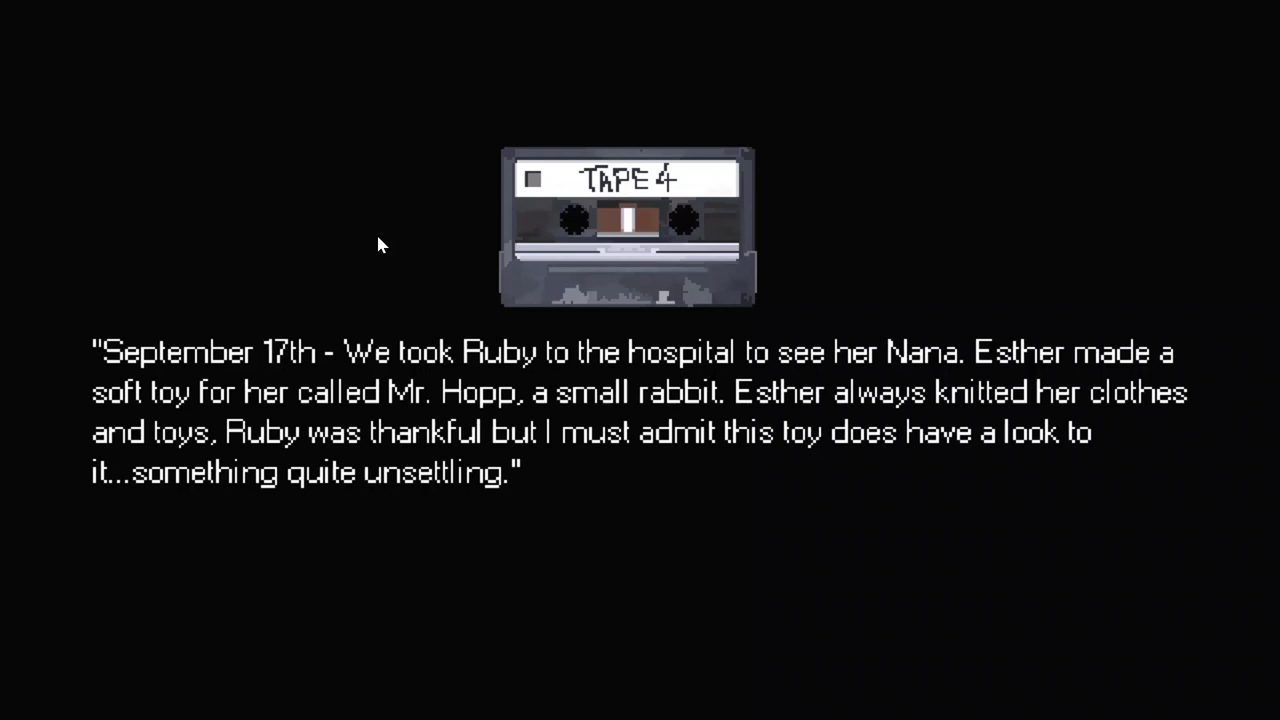 TAPE 4
"September 17th - We took Ruby to the hospital to see her Nana. Esther made a
soft toy for her called Mr. Hopp, a small rabbit. Esther always knitted her clothes
and toys, Ruby was thankful but I must admit this toy does have a look to
it...something quite unsettling."